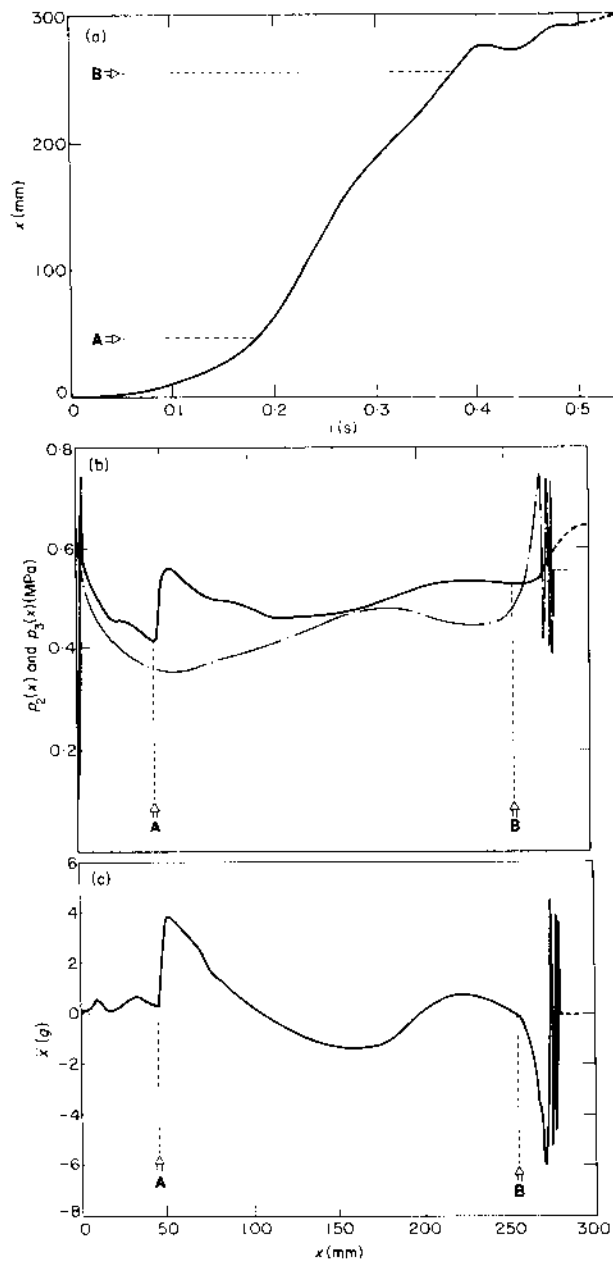 300
(a)
B
200
x (mm)
100
A
0
0 0·1 0·2 0·3 0·4 0·5
t (s)
0·8
(b)
0·6
p2(x) and p3(x) (MPa)
0·4
0·2
A
B
6
(c)
4
2
ẍ (g)
0
-2
-4
-6
-8
A
B
0 50 100 150 200 250 300
x (mm)